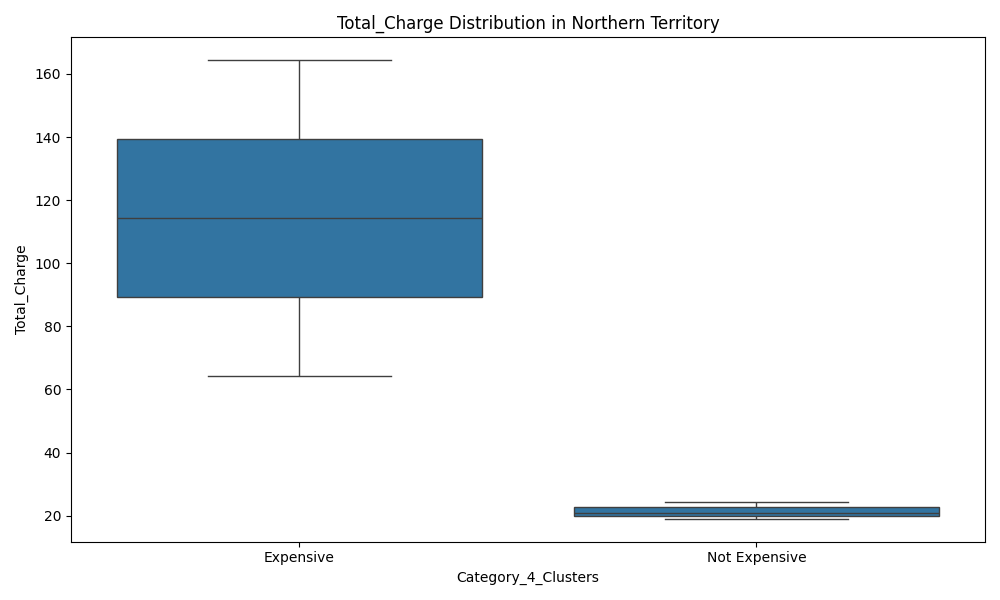 Total_Charge Distribution in Northern Territory
Total_Charge
160
140
120
100
80
60
40
20
Expensive
Not Expensive
Category_4_Clusters